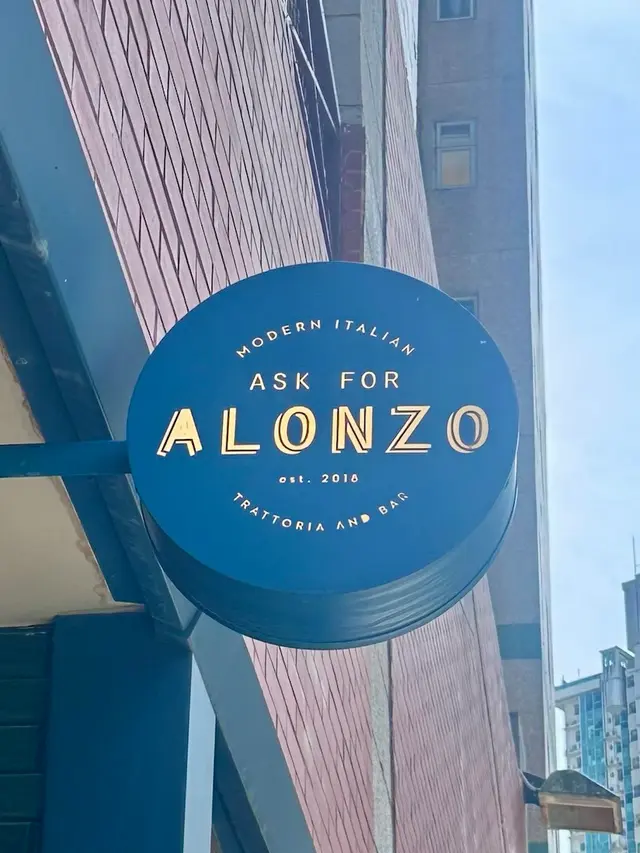 MODERN ITALIAN
ASK FOR
ALONZO
est. 2018
TRATTORIA AND BAR